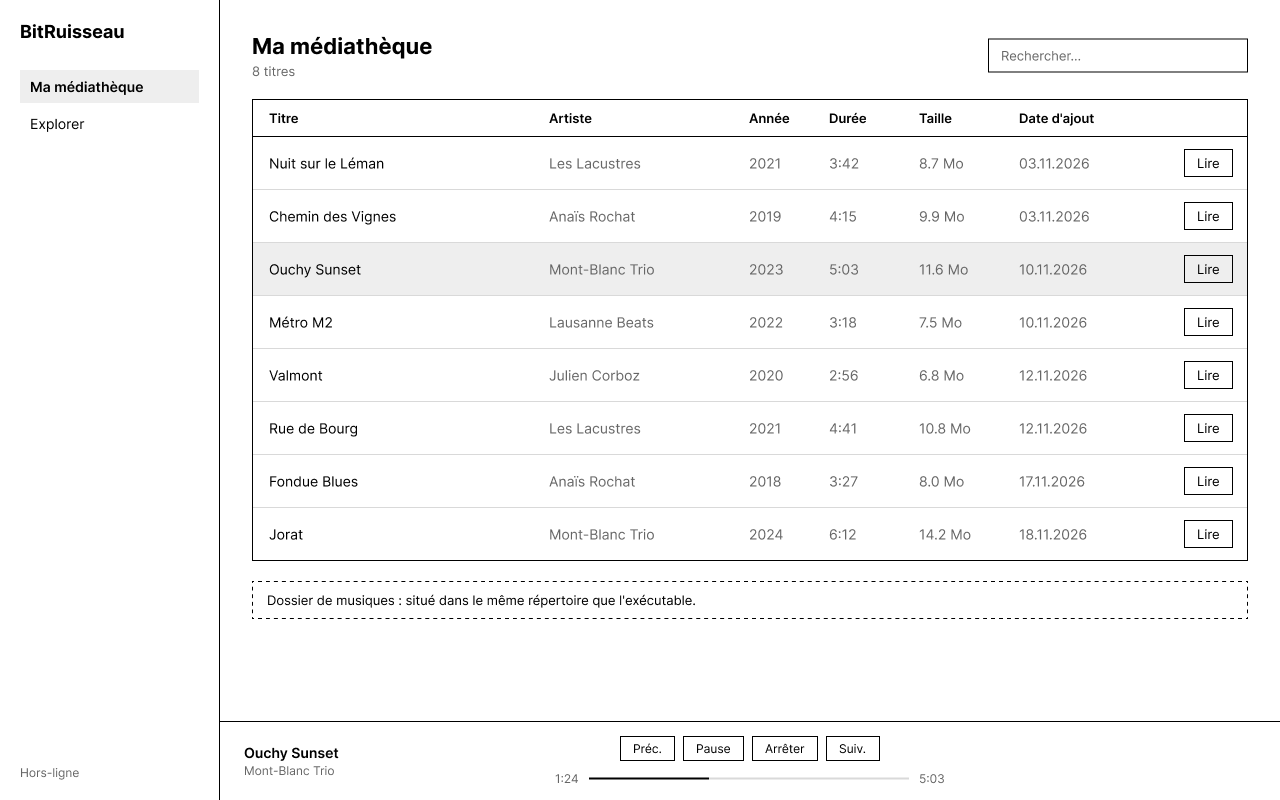 BitRuisseau
Ma médiathèque
Explorer
Hors-ligne
Ma médiathèque
8 titres
Rechercher...
Titre Artiste Année Durée Taille Date d'ajout
Nuit sur le Léman Les Lacustres 2021 3:42 8.7 Mo 03.11.2026 Lire
Chemin des Vignes Anaïs Rochat 2019 4:15 9.9 Mo 03.11.2026 Lire
Ouchy Sunset Mont-Blanc Trio 2023 5:03 11.6 Mo 10.11.2026 Lire
Métro M2 Lausanne Beats 2022 3:18 7.5 Mo 10.11.2026 Lire
Valmont Julien Corboz 2020 2:56 6.8 Mo 12.11.2026 Lire
Rue de Bourg Les Lacustres 2021 4:41 10.8 Mo 12.11.2026 Lire
Fondue Blues Anaïs Rochat 2018 3:27 8.0 Mo 17.11.2026 Lire
Jorat Mont-Blanc Trio 2024 6:12 14.2 Mo 18.11.2026 Lire
Dossier de musiques : situé dans le même répertoire que l'exécutable.
Ouchy Sunset
Mont-Blanc Trio
Préc. Pause Arrêter Suiv.
1:24 5:03